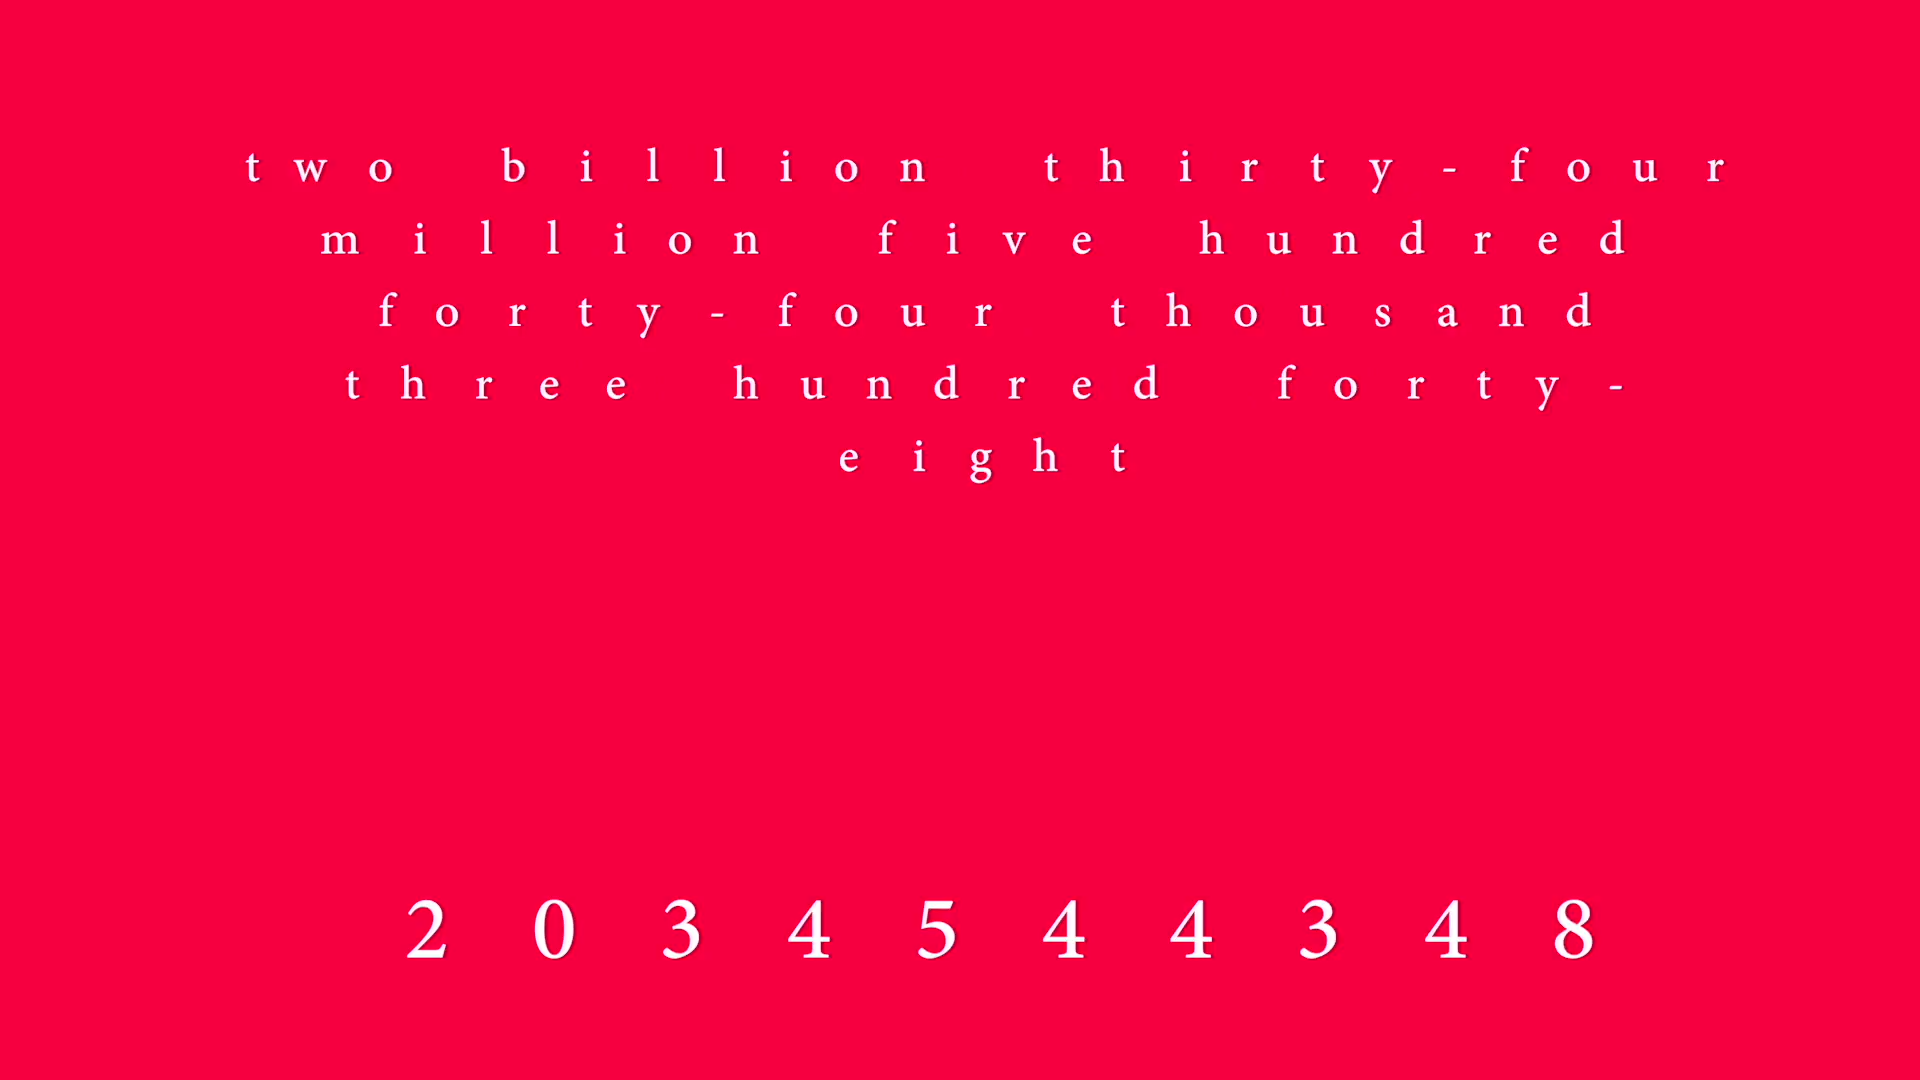 two billion thirty-four
million five hundred
forty-four thousand
three hundred forty-
eight
2034544348